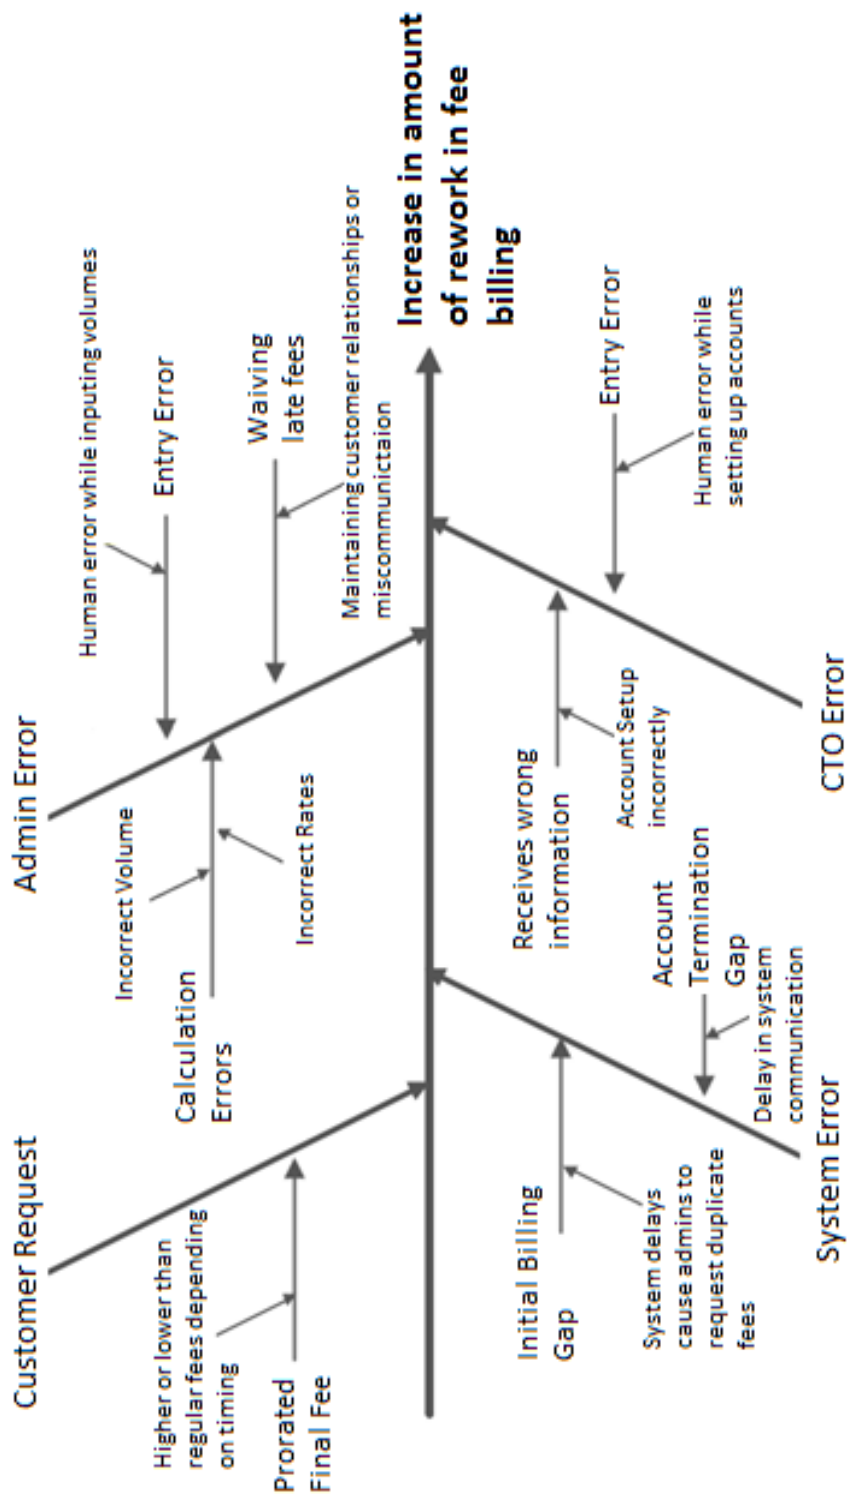 Customer Request
Admin Error
Higher or lower than
regular fees depending
on timing
Prorated
Final Fee
Incorrect Volume
Calculation
Errors
Incorrect Rates
Human error while inputing volumes
Entry Error
Waiving
late fees
Maintaining customer relationships or
miscommunictaion
Increase in amount
of rework in fee
billing
Initial Billing
Gap
System delays
cause admins to
request duplicate
fees
Account
Termination
Gap
Delay in system
communication
Receives wrong
information
Account Setup
incorrectly
Entry Error
Human error while
setting up accounts
System Error
CTO Error